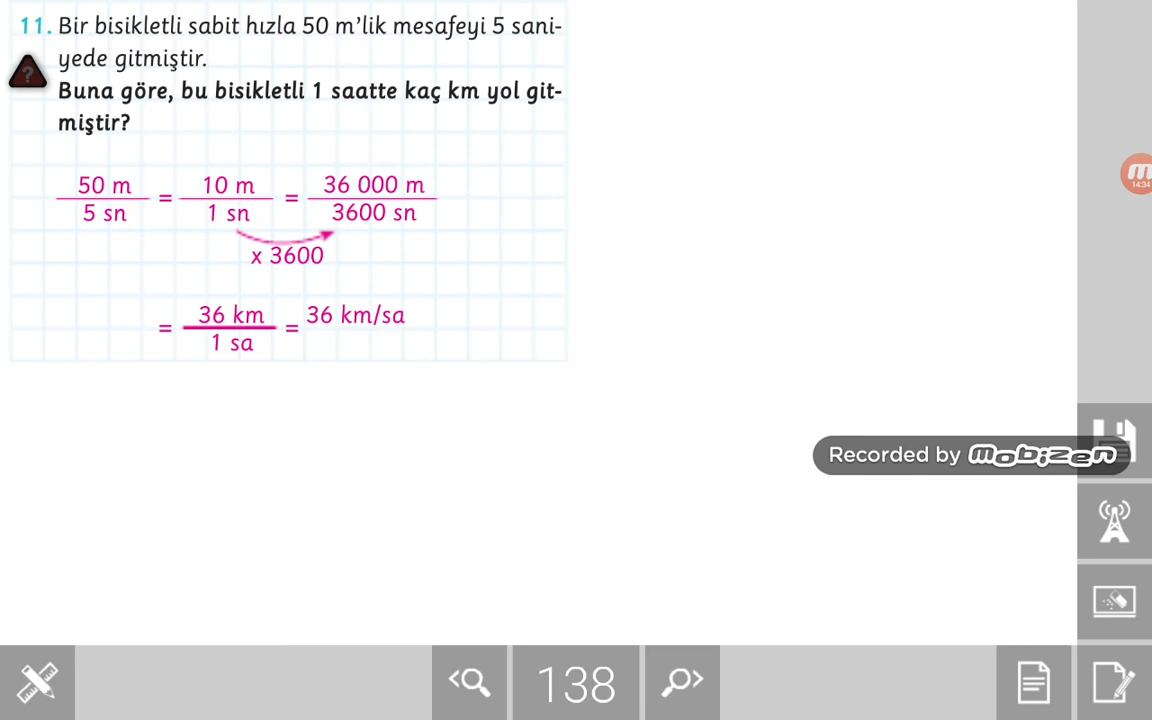 11. Bir bisikletli sabit hızla 50 m’lik mesafeyi 5 sani-
yede gitmiştir.
?
Buna göre, bu bisikletli 1 saatte kaç km yol git-
miştir?
50 m / 5 sn = 10 m / 1 sn = 36 000 m / 3600 sn
x 3600
= 36 km / 1 sa = 36 km/sa
14:34
Recorded by mobizen
138